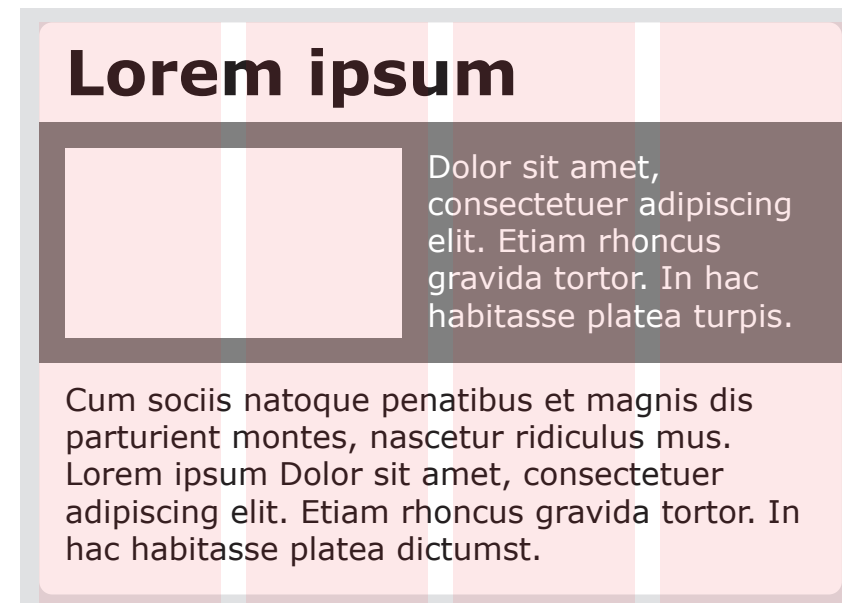 Lorem ipsum
Dolor sit amet,
consectetuer adipiscing
elit. Etiam rhoncus
gravida tortor. In hac
habitasse platea turpis.
Cum sociis natoque penatibus et magnis dis
parturient montes, nascetur ridiculus mus.
Lorem ipsum Dolor sit amet, consectetuer
adipiscing elit. Etiam rhoncus gravida tortor. In
hac habitasse platea dictumst.